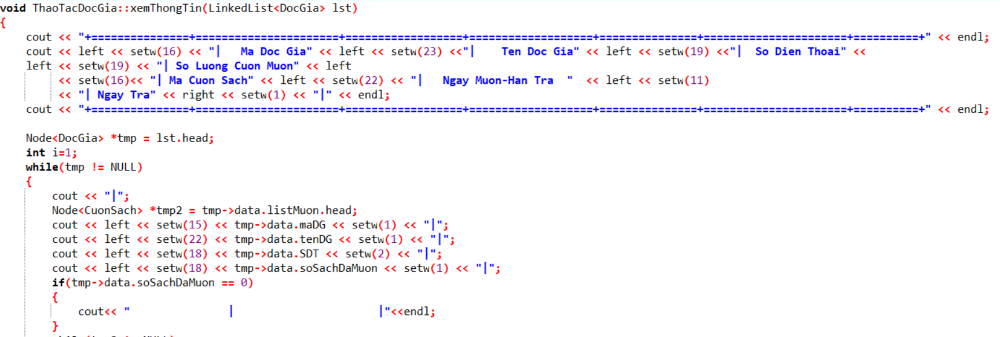 void ThaoTacDocGia::xemThongTin(LinkedList<DocGia> lst)
{
    cout << "+===============+======================+==================+===================+===============+======================+==========+" << endl;
    cout << left << setw(16) << "|   Ma Doc Gia" << left << setw(23) <<"|    Ten Doc Gia" << left << setw(19) <<"|  So Dien Thoai" <<
    left << setw(19) << "| So Luong Cuon Muon" << left
         << setw(16)<< "| Ma Cuon Sach" << left << setw(22) << "|   Ngay Muon-Han Tra  "  << left << setw(11)
         << "| Ngay Tra" << right << setw(1) << "|" << endl;
    cout << "+===============+======================+==================+===================+===============+======================+==========+" << endl;
    Node<DocGia> *tmp = lst.head;
    int i=1;
    while(tmp != NULL)
    {
        cout << "|";
        Node<CuonSach> *tmp2 = tmp->data.listMuon.head;
        cout << left << setw(15) << tmp->data.maDG << setw(1) << "|";
        cout << left << setw(22) << tmp->data.tenDG << setw(1) << "|";
        cout << left << setw(18) << tmp->data.SDT << setw(2) << "|";
        cout << left << setw(18) << tmp->data.soSachDaMuon << setw(1) << "|";
        if(tmp->data.soSachDaMuon == 0)
        {
            cout<< "               |                      |"<<endl;
        }